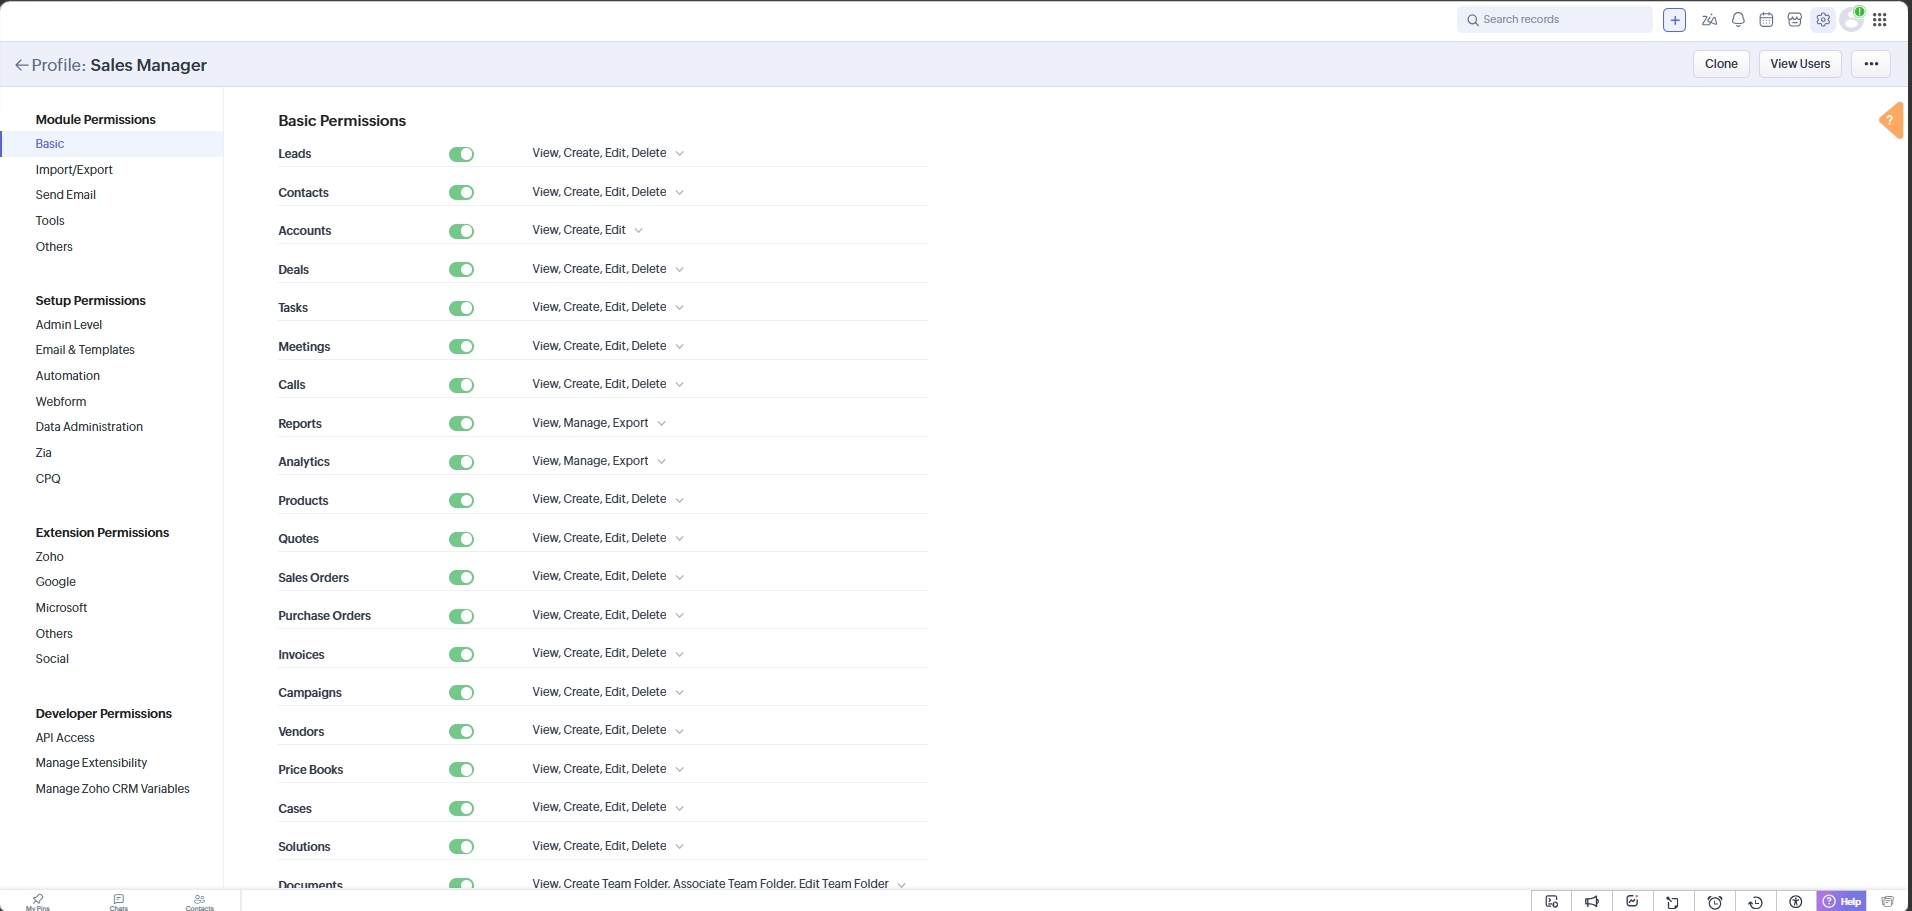 Search records
Profile: Sales Manager
Clone
View Users
Module Permissions
Basic
Import/Export
Send Email
Tools
Others
Setup Permissions
Admin Level
Email & Templates
Automation
Webform
Data Administration
Zia
CPQ
Extension Permissions
Zoho
Google
Microsoft
Others
Social
Developer Permissions
API Access
Manage Extensibility
Manage Zoho CRM Variables
Basic Permissions
Leads View, Create, Edit, Delete
Contacts View, Create, Edit, Delete
Accounts View, Create, Edit
Deals View, Create, Edit, Delete
Tasks View, Create, Edit, Delete
Meetings View, Create, Edit, Delete
Calls View, Create, Edit, Delete
Reports View, Manage, Export
Analytics View, Manage, Export
Products View, Create, Edit, Delete
Quotes View, Create, Edit, Delete
Sales Orders View, Create, Edit, Delete
Purchase Orders View, Create, Edit, Delete
Invoices View, Create, Edit, Delete
Campaigns View, Create, Edit, Delete
Vendors View, Create, Edit, Delete
Price Books View, Create, Edit, Delete
Cases View, Create, Edit, Delete
Solutions View, Create, Edit, Delete
Documents View, Create Team Folder, Associate Team Folder, Edit Team Folder
?
My Pins
Chats
Contacts
Help